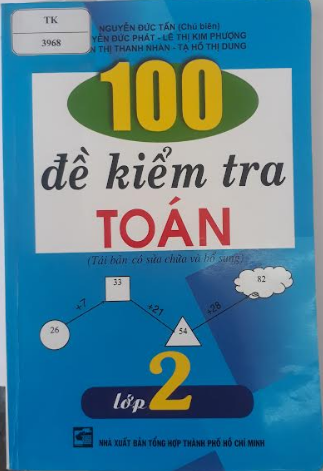 TK
3968
NGUYỄN ĐỨC TẤN (Chủ biên)
YỄN ĐỨC PHÁT - LÊ THỊ KIM PHƯỢNG
N THỊ THANH NHÀN - TẠ HỒ THỊ DUNG
100
đề kiểm tra
TOÁN
(Tái bản có sửa chữa và bổ sung)
33
82
+7
+21
+28
26
54
lớp 2
NHÀ XUẤT BẢN TỔNG HỢP THÀNH PHỐ HỒ CHÍ MINH